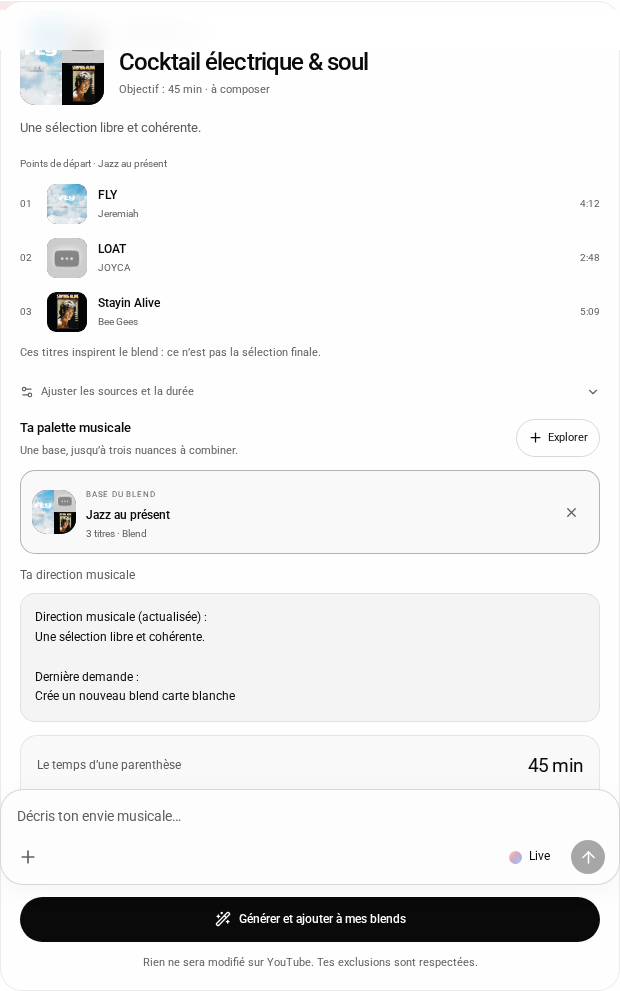 FLY
Cocktail électrique & soul
Objectif : 45 min · à composer
Une sélection libre et cohérente.
Points de départ · Jazz au présent
01
FLY
Jeremiah
4:12
02
LOAT
JOYCA
2:48
03
STAYING ALIVE
Stayin Alive
Bee Gees
5:09
Ces titres inspirent le blend : ce n’est pas la sélection finale.
Ajuster les sources et la durée
Ta palette musicale
Une base, jusqu’à trois nuances à combiner.
Explorer
FLY
BASE DU BLEND
Jazz au présent
3 titres · Blend
Ta direction musicale
Direction musicale (actualisée) :
Une sélection libre et cohérente.
Dernière demande :
Crée un nouveau blend carte blanche
Le temps d’une parenthèse
45 min
Décris ton envie musicale…
Live
Générer et ajouter à mes blends
Rien ne sera modifié sur YouTube. Tes exclusions sont respectées.